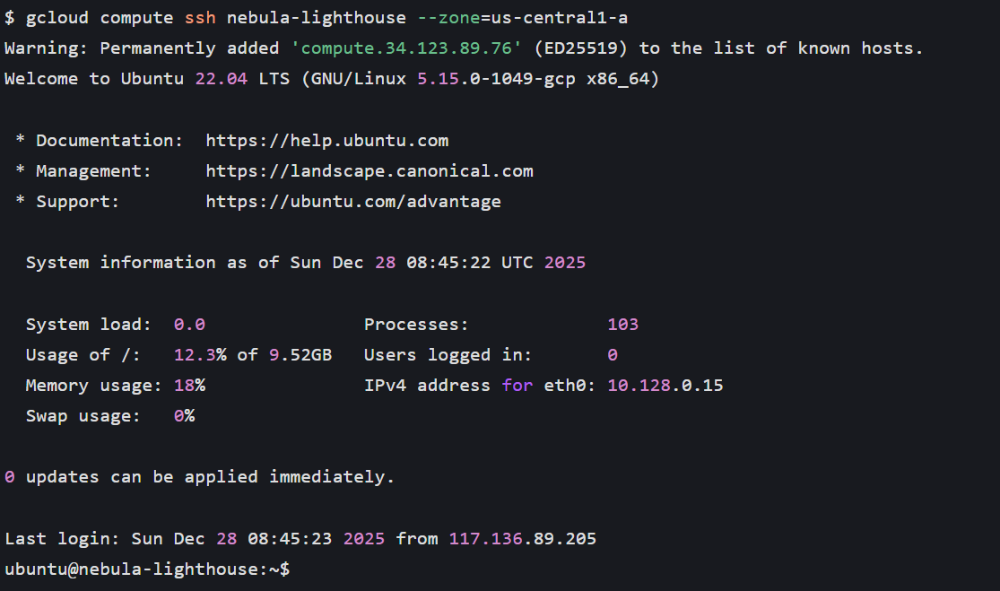 $ gcloud compute ssh nebula-lighthouse --zone=us-central1-a
Warning: Permanently added 'compute.34.123.89.76' (ED25519) to the list of known hosts.
Welcome to Ubuntu 22.04 LTS (GNU/Linux 5.15.0-1049-gcp x86_64)

 * Documentation:  https://help.ubuntu.com
 * Management:     https://landscape.canonical.com
 * Support:        https://ubuntu.com/advantage

  System information as of Sun Dec 28 08:45:22 UTC 2025

  System load:  0.0               Processes:             103
  Usage of /:   12.3% of 9.52GB   Users logged in:       0
  Memory usage: 18%               IPv4 address for eth0: 10.128.0.15
  Swap usage:   0%

0 updates can be applied immediately.

Last login: Sun Dec 28 08:45:23 2025 from 117.136.89.205
ubuntu@nebula-lighthouse:~$